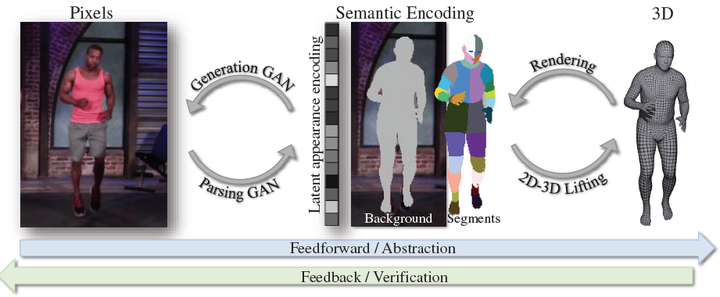 Pixels
Semantic Encoding
3D
Generation GAN
Parsing GAN
Latent appearance encoding
Background
Segments
Rendering
2D-3D Lifting
Feedforward / Abstraction
Feedback / Verification